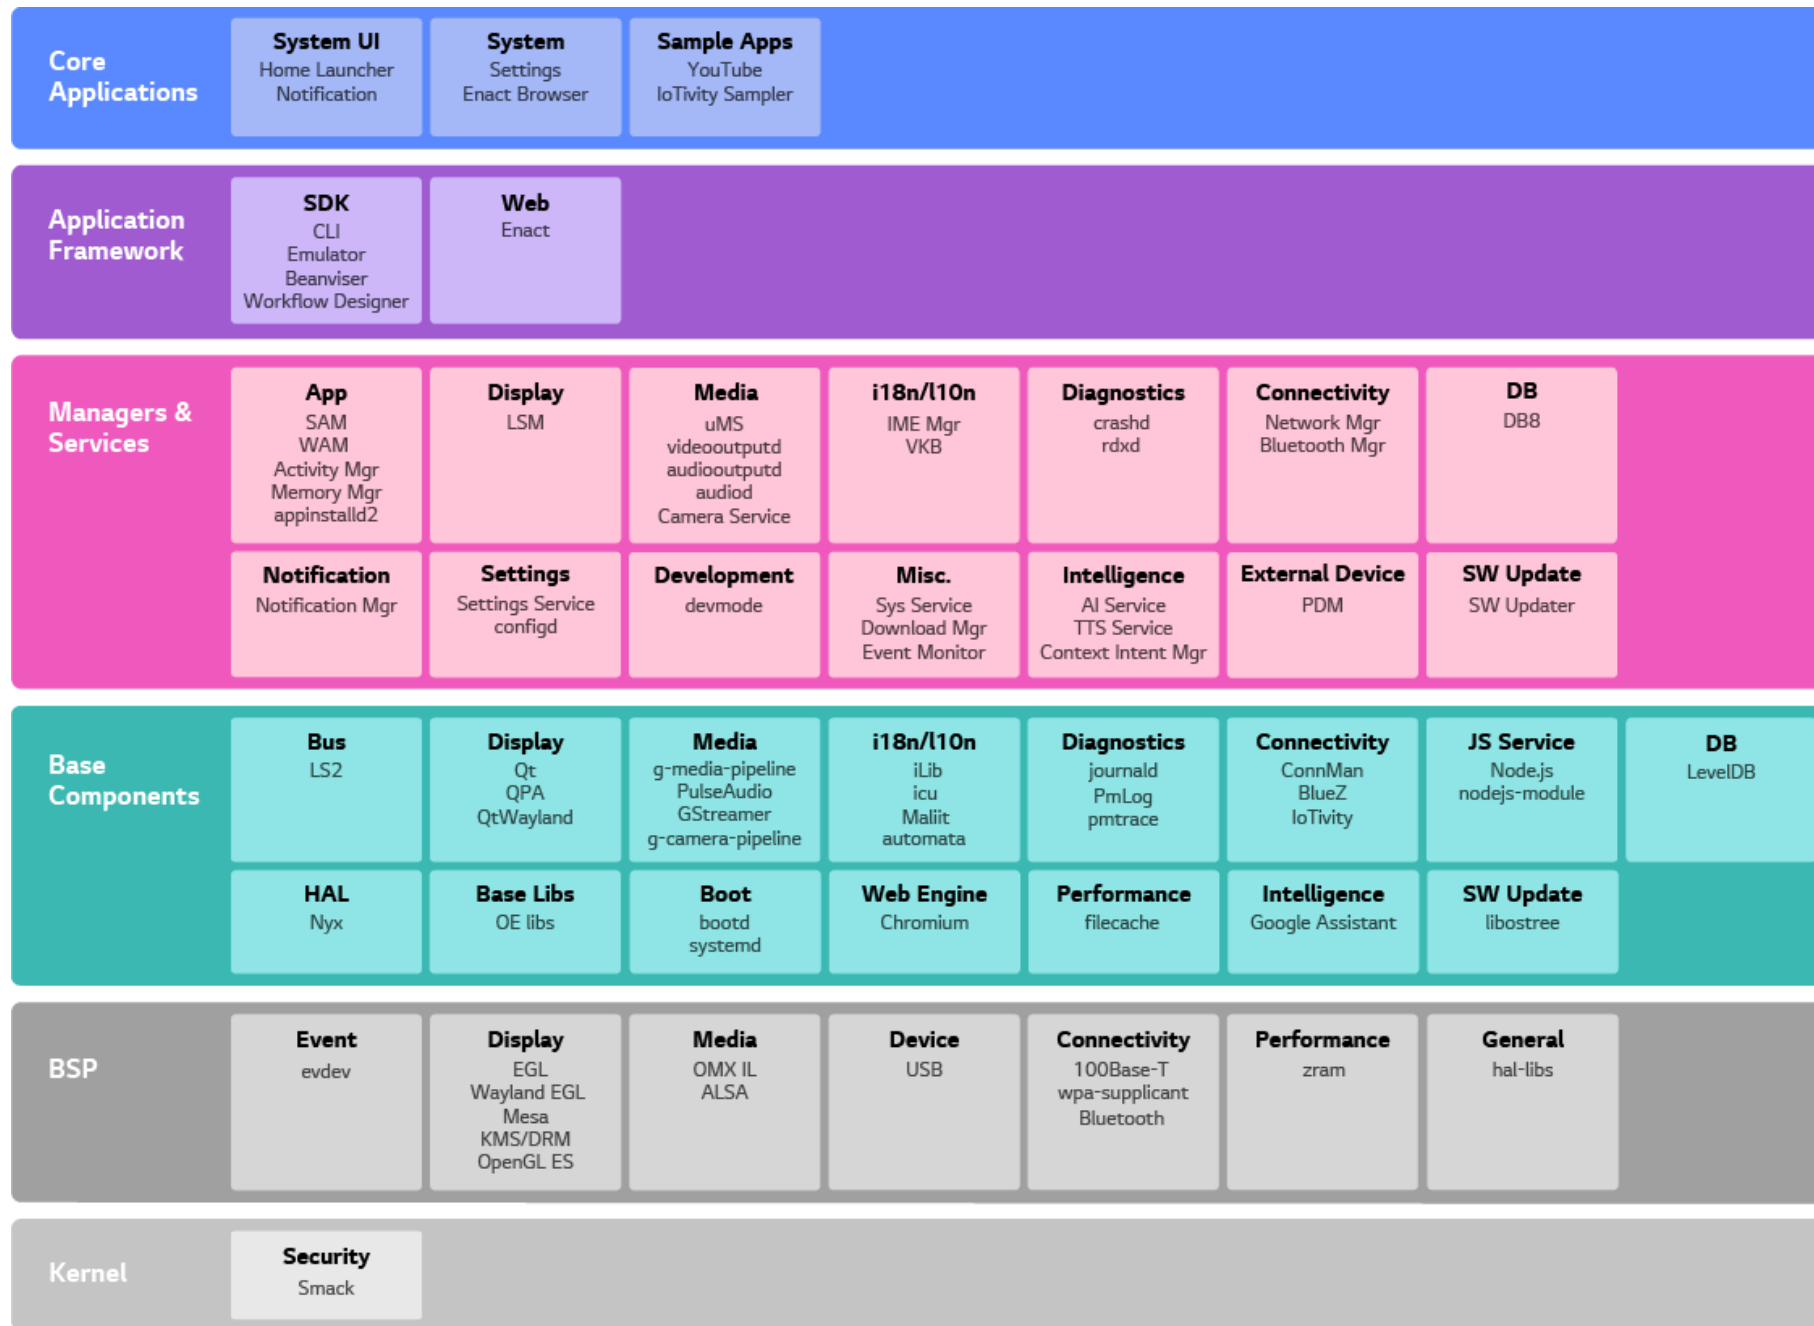 Core
Applications
System UI
Home Launcher
Notification
System
Settings
Enact Browser
Sample Apps
YouTube
IoTivity Sampler
Application
Framework
SDK
CLI
Emulator
Beanviser
Workflow Designer
Web
Enact
Managers &
Services
App
SAM
WAM
Activity Mgr
Memory Mgr
appinstalld2
Display
LSM
Media
uMS
videooutputd
audiooutputd
audiod
Camera Service
i18n/l10n
IME Mgr
VKB
Diagnostics
crashd
rdxd
Connectivity
Network Mgr
Bluetooth Mgr
DB
DB8
Notification
Notification Mgr
Settings
Settings Service
configd
Development
devmode
Misc.
Sys Service
Download Mgr
Event Monitor
Intelligence
AI Service
TTS Service
Context Intent Mgr
External Device
PDM
SW Update
SW Updater
Base
Components
Bus
LS2
Display
Qt
QPA
QtWayland
Media
g-media-pipeline
PulseAudio
GStreamer
g-camera-pipeline
i18n/l10n
iLib
icu
Maliit
automata
Diagnostics
journald
PmLog
pmtrace
Connectivity
ConnMan
BlueZ
IoTivity
JS Service
Node.js
nodejs-module
DB
LevelDB
HAL
Nyx
Base Libs
OE libs
Boot
bootd
systemd
Web Engine
Chromium
Performance
filecache
Intelligence
Google Assistant
SW Update
libostree
BSP
Event
evdev
Display
EGL
Wayland EGL
Mesa
KMS/DRM
OpenGL ES
Media
OMX IL
ALSA
Device
USB
Connectivity
100Base-T
wpa-supplicant
Bluetooth
Performance
zram
General
hal-libs
Kernel
Security
Smack